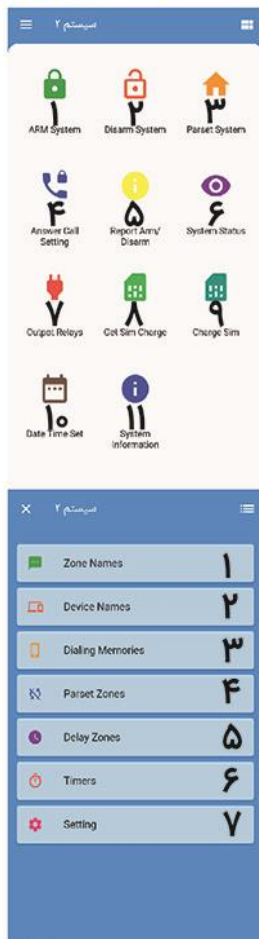 سیستم ۲
۱ ۲ ۳
ARM System Disarm System Parset System
۴ ۵ ۶
Answer Call Report Arm/ System Status
Setting Disarm
۷ ۸ ۹
Output Relays Get Sim Charge Charge Sim
۱۰ ۱۱
Date Time Set System
Information
سیستم ۲
Zone Names ۱
Device Names ۲
Dialing Memories ۳
Parset Zones ۴
Delay Zones ۵
Timers ۶
Setting ۷